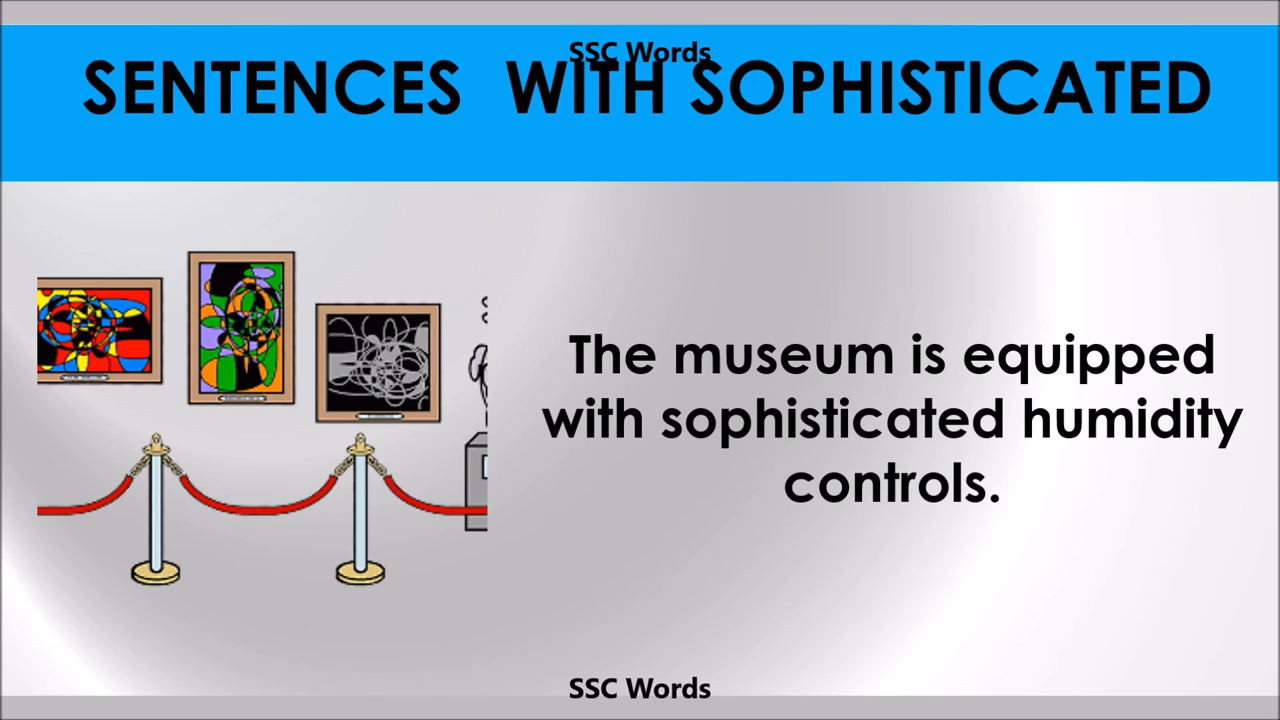 SSC Words
SENTENCES WITH SOPHISTICATED
The museum is equipped
with sophisticated humidity
controls.
SSC Words